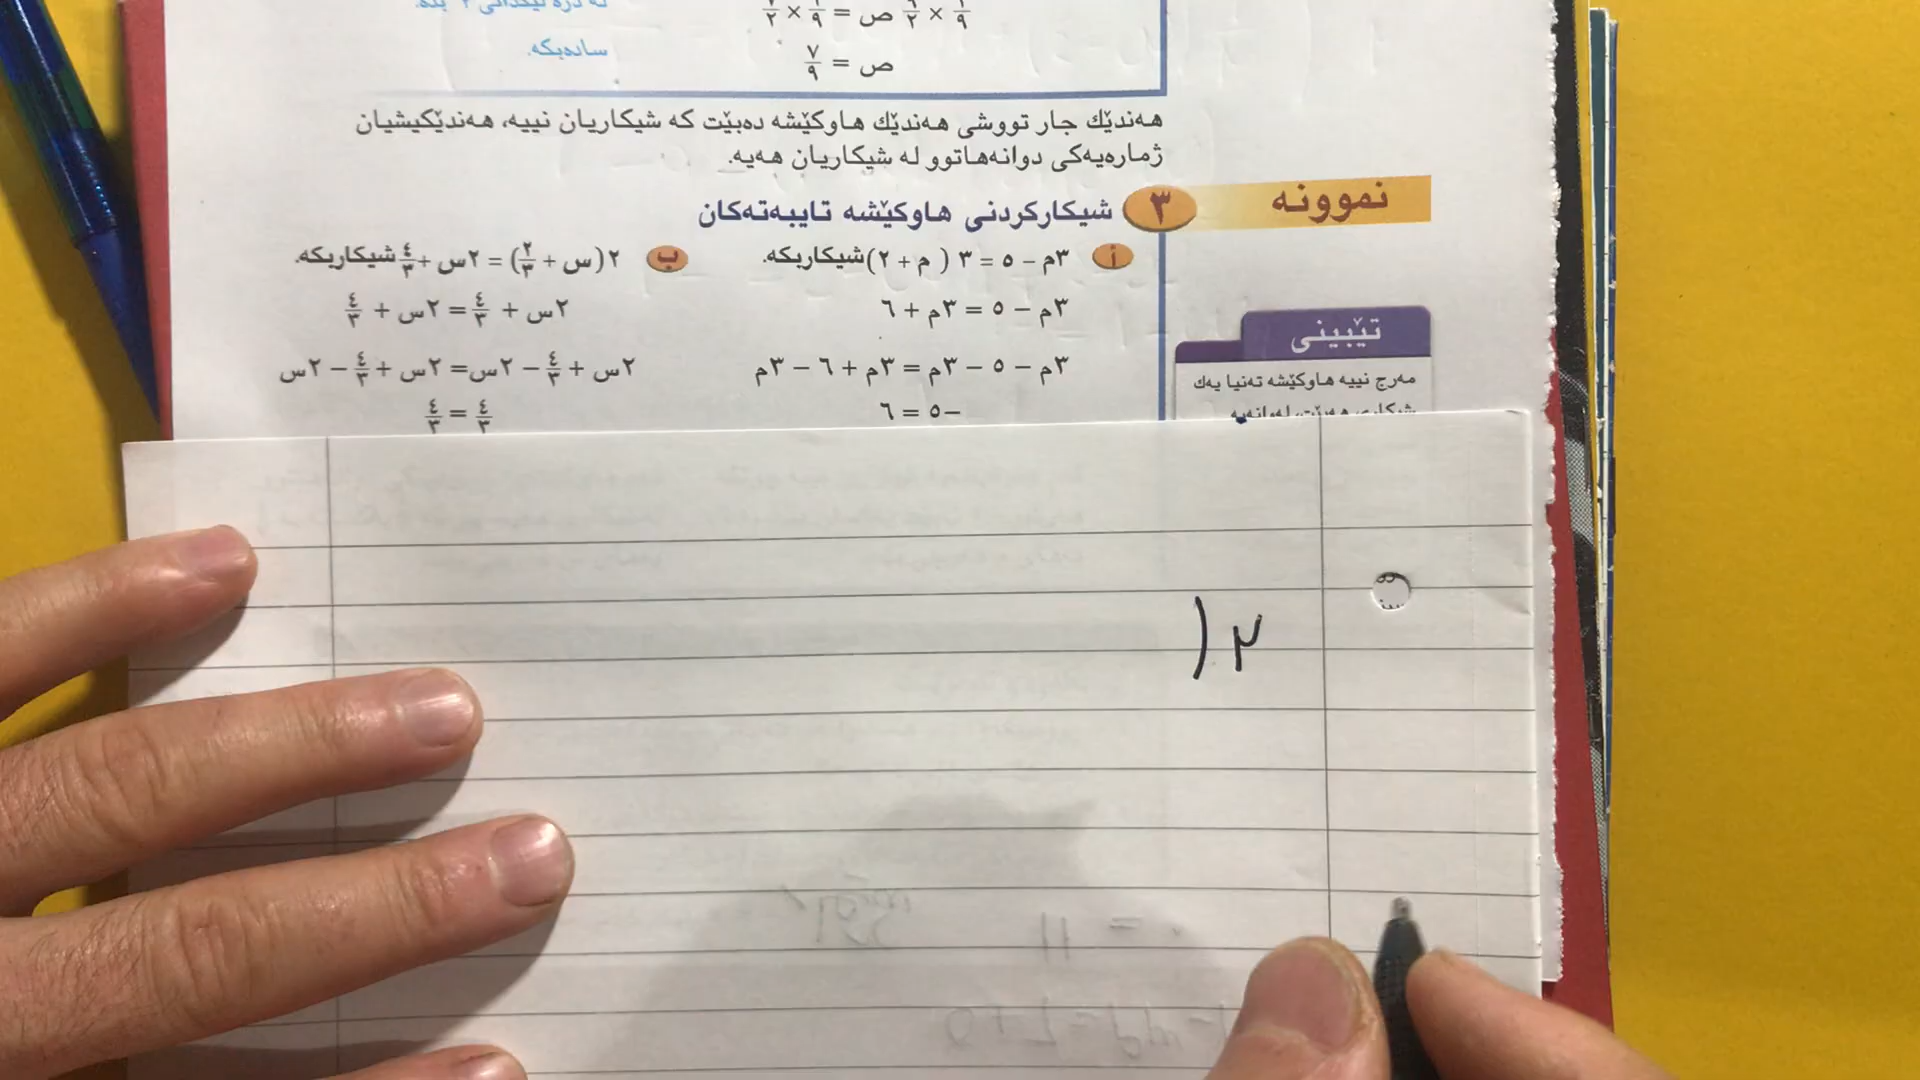 سادەبکە.
ص = ٧/٩
هەندێك جار تووشی هەندێك هاوکێشە دەبێت کە شیکاریان نییە، هەندێکیشیان
ژمارەیەکی دوانەهاتوو لە شیکاریان هەیە.
نموونە
٣ شیکارکردنی هاوکێشە تایبەتەکان
أ ٣م − ٥ = ٣ (م + ٢) شیکاریکە.
٣م − ٥ = ٣م + ٦
٣م − ٥ − ٣م = ٣م + ٦ − ٣م
−٥ = ٦
ب ٢(س + ٢/٣) = ٢س + ٤/٣ شیکاریکە.
٢س + ٤/٣ = ٢س + ٤/٣
٢س + ٤/٣ − ٢س = ٢س + ٤/٣ − ٢س
٤/٣ = ٤/٣
تێبینی
مەرج نییە هاوکێشە تەنیا یەك
٢(